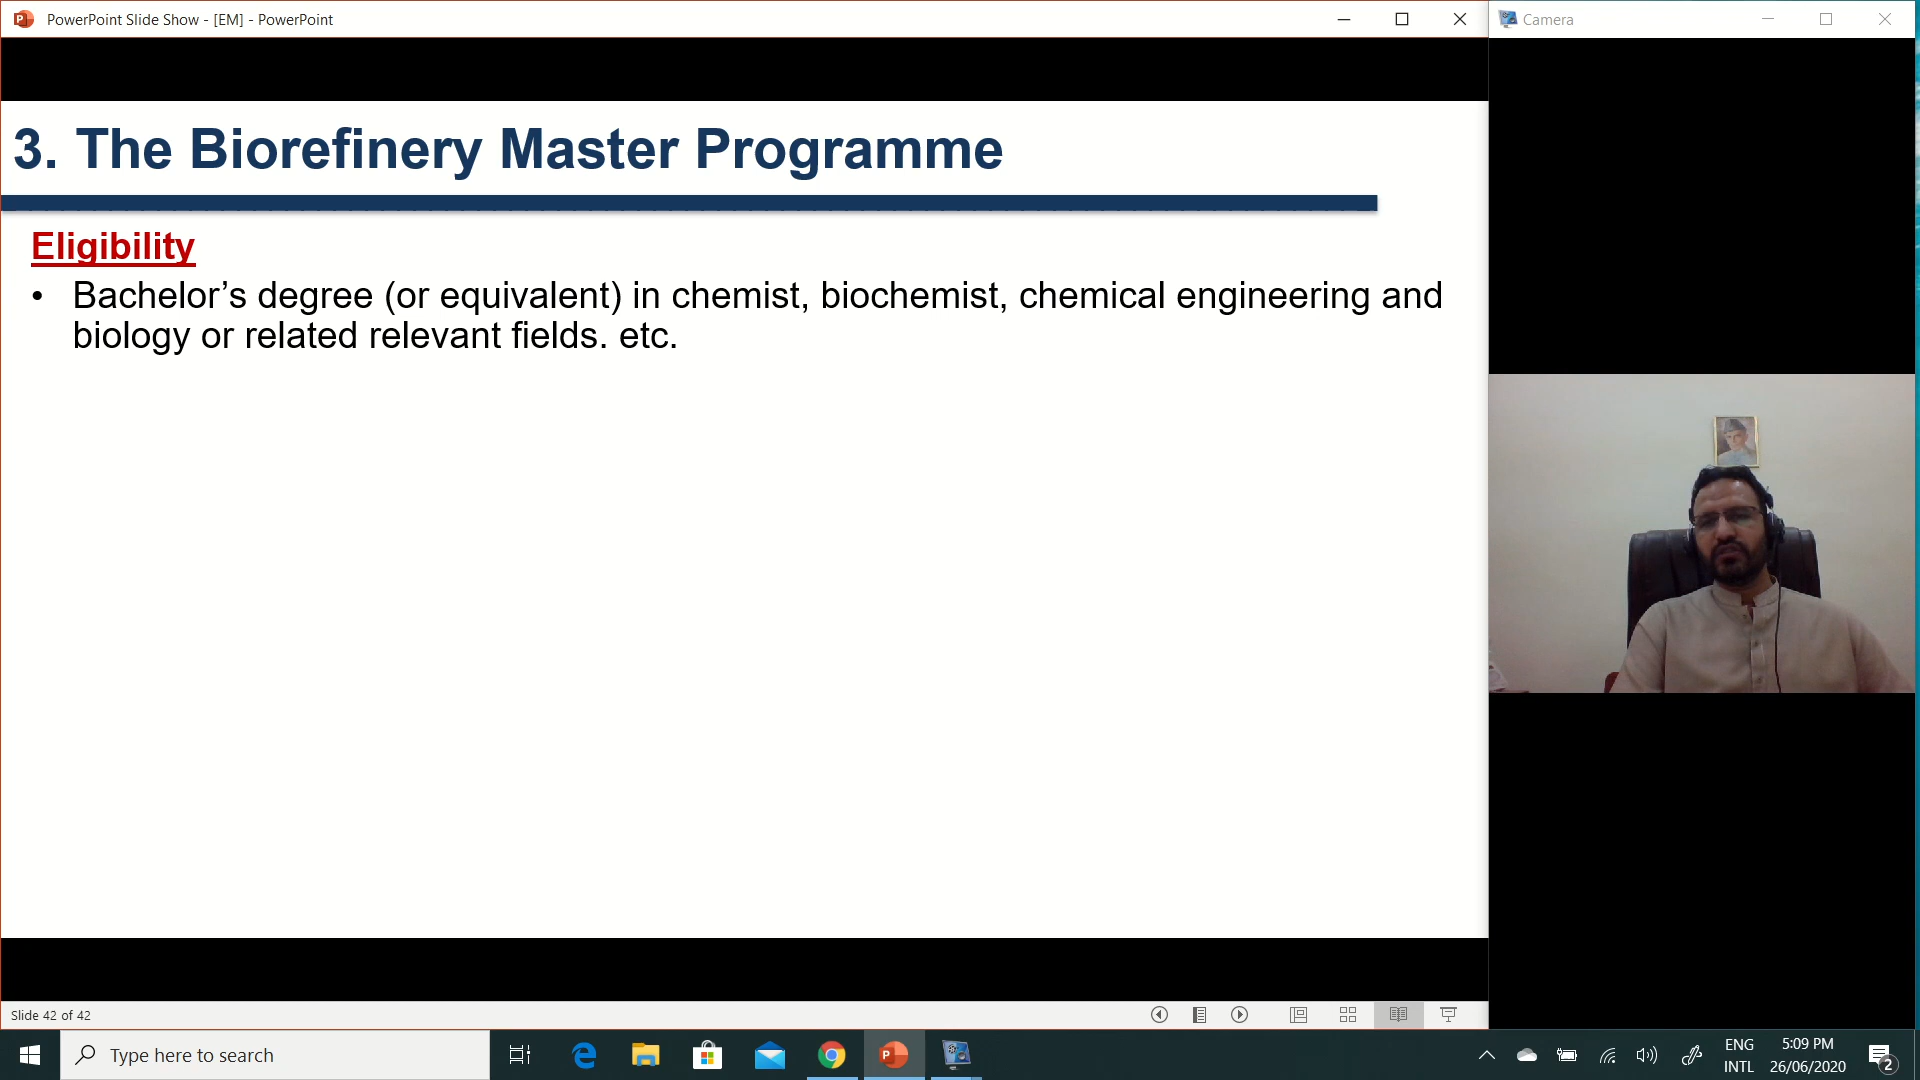 PowerPoint Slide Show - [EM] - PowerPoint
Camera
3. The Biorefinery Master Programme
Eligibility
• Bachelor’s degree (or equivalent) in chemist, biochemist, chemical engineering and
biology or related relevant fields. etc.
Slide 42 of 42
Type here to search
ENG
INTL
5:09 PM
26/06/2020
2